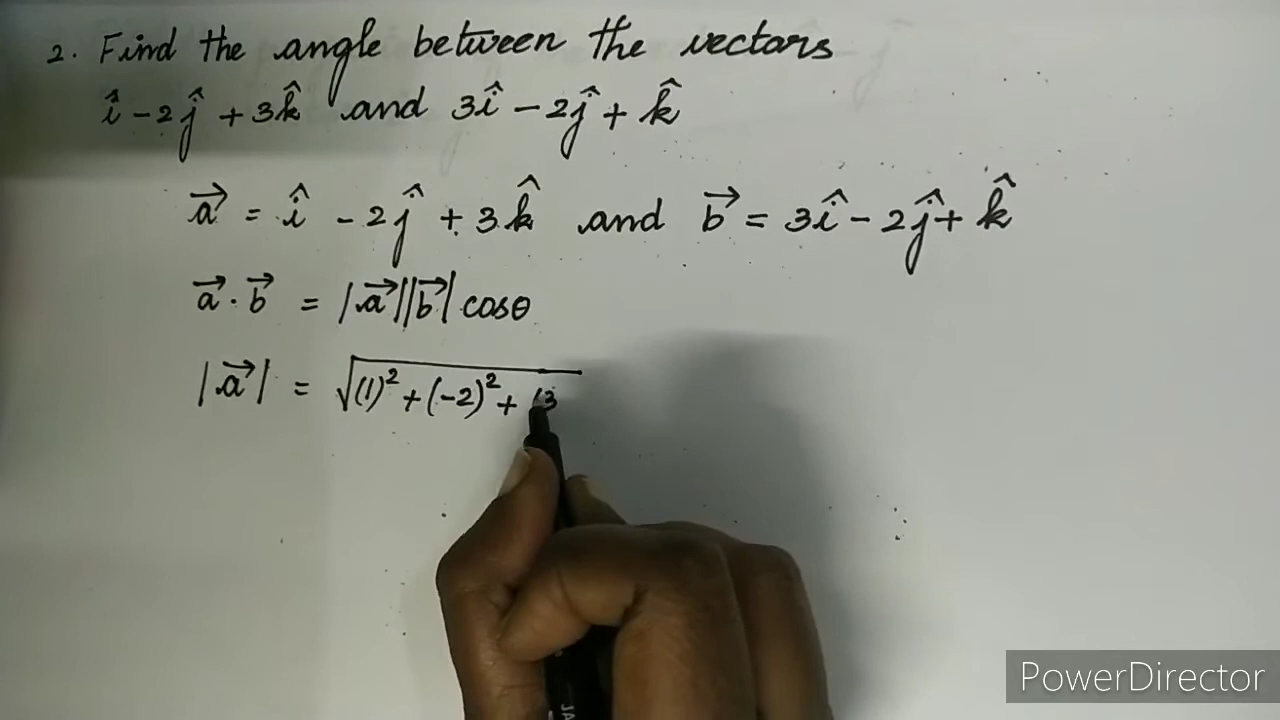 2. Find the angle between the vectors
î - 2ĵ + 3k̂ and 3î - 2ĵ + k̂
a⃗ = î - 2ĵ + 3k̂ and b⃗ = 3î - 2ĵ + k̂
a⃗ · b⃗ = |a⃗||b⃗| cosθ
|a⃗| = √(1)² + (-2)² + (3
PowerDirector